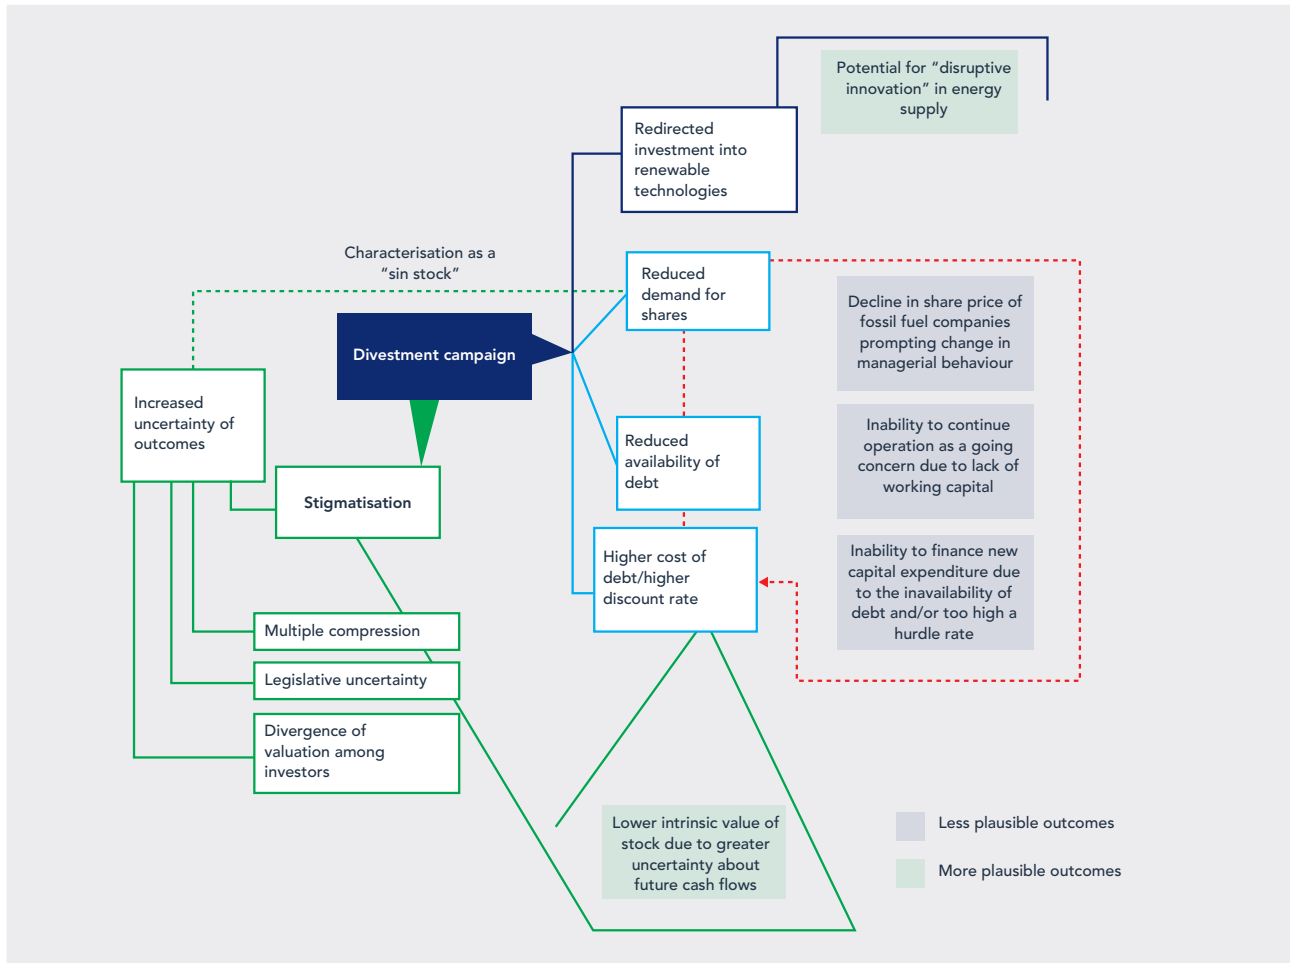 Potential for “disruptive
innovation” in energy
supply
Redirected
investment into
renewable
technologies
Characterisation as a
“sin stock”
Reduced
demand for
shares
Decline in share price of
fossil fuel companies
prompting change in
managerial behaviour
Divestment campaign
Increased
uncertainty of
outcomes
Reduced
availability of
debt
Inability to continue
operation as a going
concern due to lack of
working capital
Stigmatisation
Higher cost of
debt/higher
discount rate
Inability to finance new
capital expenditure due
to the inavailability of
debt and/or too high a
hurdle rate
Multiple compression
Legislative uncertainty
Divergence of
valuation among
investors
Lower intrinsic value of
stock due to greater
uncertainty about
future cash flows
Less plausible outcomes
More plausible outcomes